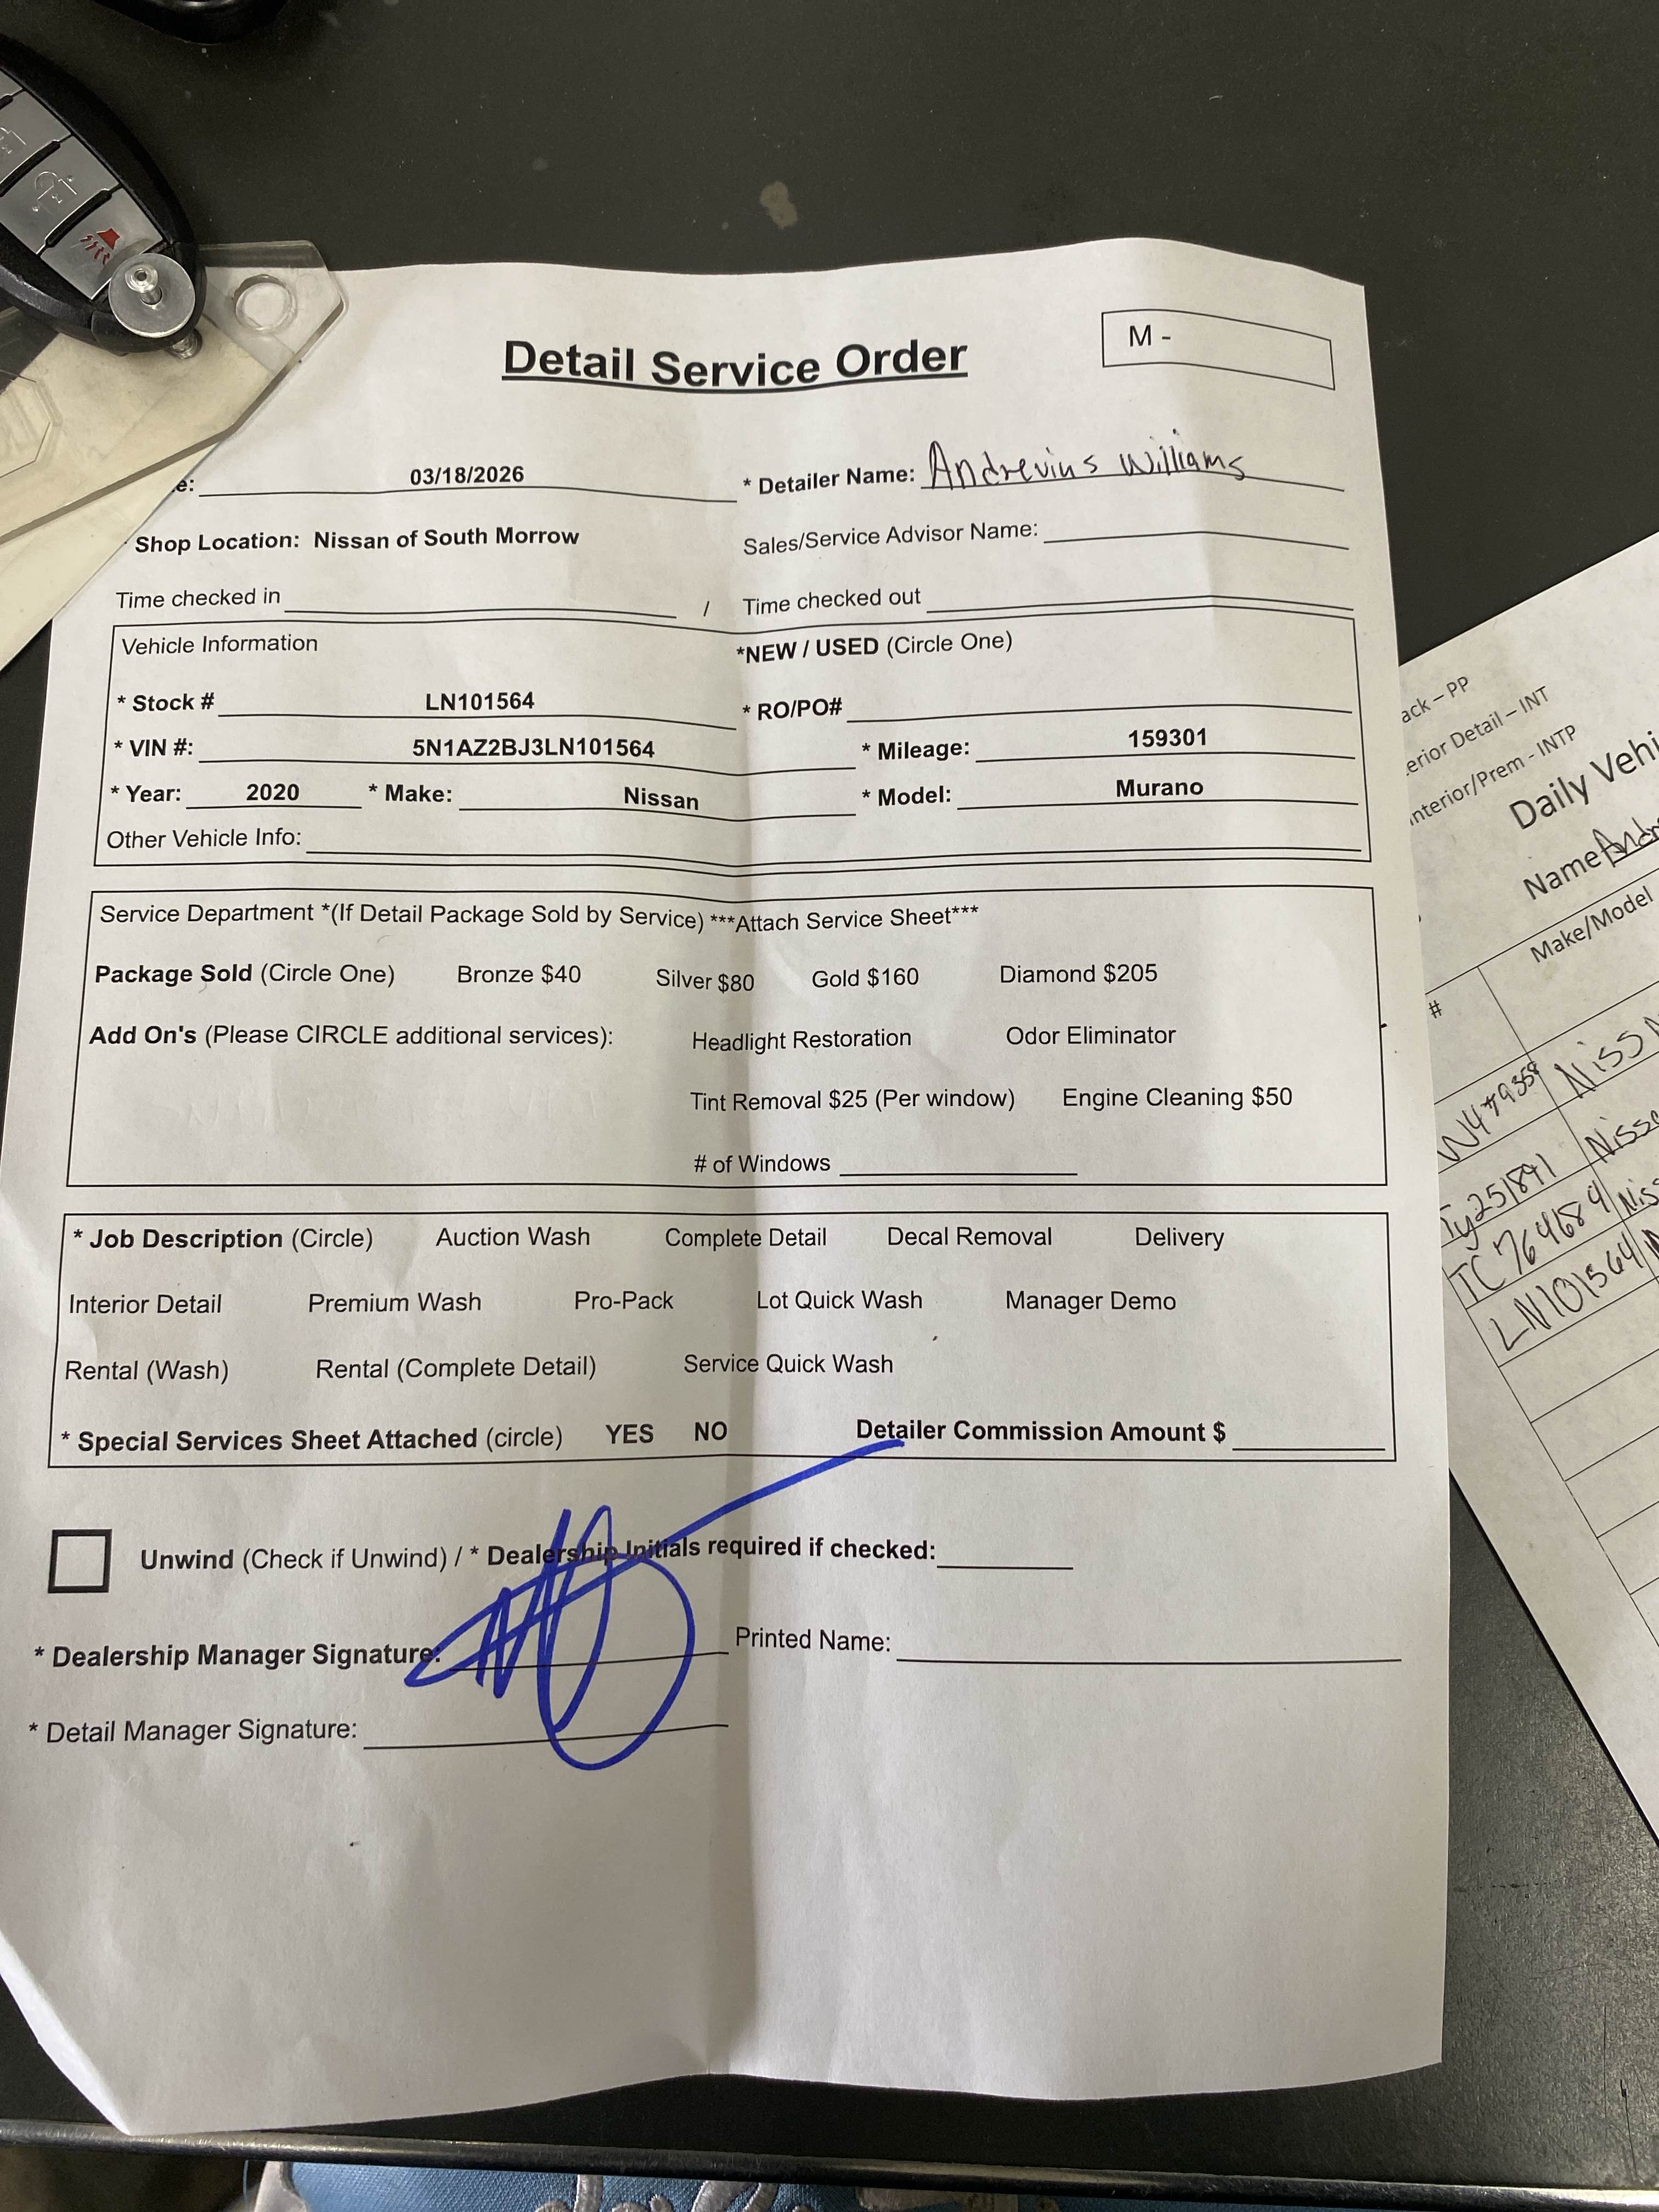 Detail Service Order
M -
e: 03/18/2026 * Detailer Name: Andrevius Williams
Shop Location: Nissan of South Morrow Sales/Service Advisor Name:
Time checked in / Time checked out
Vehicle Information *NEW / USED (Circle One)
* Stock # LN101564 * RO/PO#
* VIN #: 5N1AZ2BJ3LN101564 * Mileage: 159301
* Year: 2020 * Make: Nissan * Model: Murano
Other Vehicle Info:
Service Department *(If Detail Package Sold by Service) ***Attach Service Sheet***
Package Sold (Circle One) Bronze $40 Silver $80 Gold $160 Diamond $205
Add On's (Please CIRCLE additional services): Headlight Restoration Odor Eliminator
Tint Removal $25 (Per window) Engine Cleaning $50
# of Windows
* Job Description (Circle) Auction Wash Complete Detail Decal Removal Delivery
Interior Detail Premium Wash Pro-Pack Lot Quick Wash Manager Demo
Rental (Wash) Rental (Complete Detail) Service Quick Wash
* Special Services Sheet Attached (circle) YES NO Detailer Commission Amount $
Unwind (Check if Unwind) / * Dealership Initials required if checked:
* Dealership Manager Signature: Printed Name:
* Detail Manager Signature:
ack – PP
erior Detail – INT
nterior/Prem - INTP
Daily Vehi
Name Andr
# Make/Model
Niss
Ty251891 Niss
TC764684 Nis
LN101564